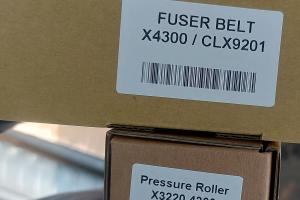 FUSER BELT
X4300 / CLX9201
Pressure Roller